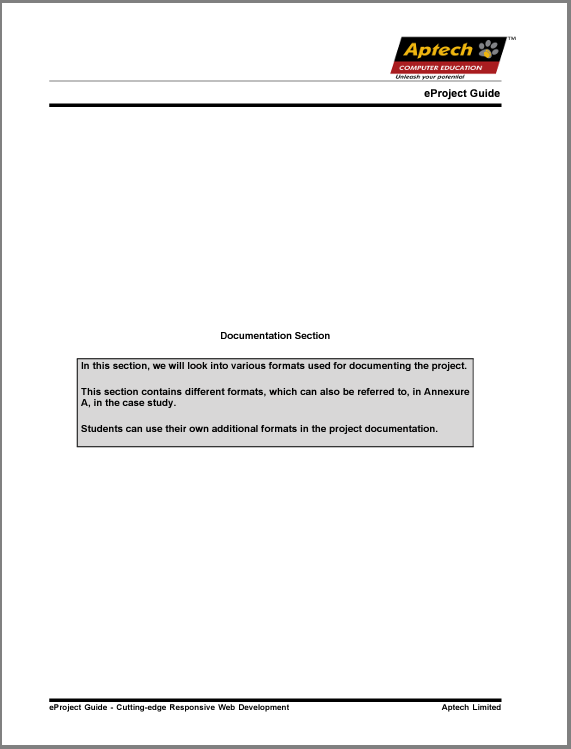 Aptech
TM
COMPUTER EDUCATION
Unleash your potential
eProject Guide
Documentation Section
In this section, we will look into various formats used for documenting the project.
This section contains different formats, which can also be referred to, in Annexure
A, in the case study.
Students can use their own additional formats in the project documentation.
eProject Guide - Cutting-edge Responsive Web Development Aptech Limited